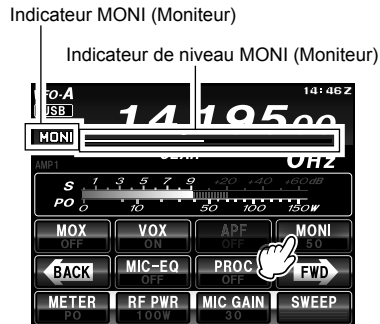 Indicateur MONI (Moniteur)
Indicateur de niveau MONI (Moniteur)
VFO-A
14:46Z
USB
14,195.00
MONI
AMP1
0Hz
S 1 3 5 7 9 +20 +40 +60dB
PO 0 10 50 100 150W
MOX VOX APF MONI
OFF ON OFF 50
BACK MIC-EQ PROC FWD
OFF OFF
METER RF PWR MIC GAIN SWEEP
PO 100W 30